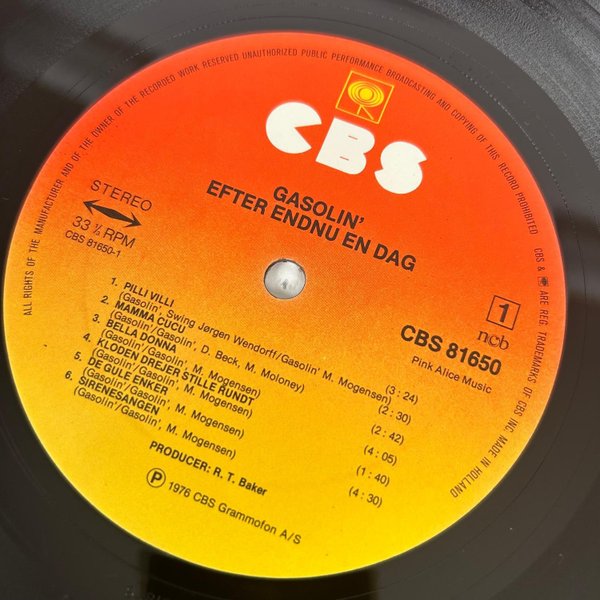 ALL RIGHTS OF THE MANUFACTURER AND OF THE OWNER OF THE RECORDED WORK RESERVED UNAUTHORIZED PUBLIC PERFORMANCE BROADCASTING AND COPYING OF THIS RECORD PROHIBITED CBS & ARE REG. TRADEMARKS OF CBS INC. MADE IN HOLLAND
CBS
GASOLIN'
EFTER ENDNU EN DAG
STEREO
33 ⅓ RPM
CBS 81650-1
1
ncb
CBS 81650
Pink Alice Music
1. PILLI VILLI
(Gasolin', Swing Jørgen Wendorff/Gasolin' M. Mogensen) (3:24)
2. MAMMA CUCU
(Gasolin'/Gasolin', D. Beck, M. Moloney) (2:30)
3. BELLA DONNA
(Gasolin'/Gasolin', M. Mogensen) (2:42)
4. KLODEN DREJER STILLE RUNDT
(Gasolin'/Gasolin', M. Mogensen) (4:05)
5. DE GULE ENKER
(Gasolin'/Gasolin', M. Mogensen) (1:40)
6. SIRENESANGEN
(Gasolin'/Gasolin', M. Mogensen) (4:30)
PRODUCER: R. T. Baker
Ⓟ 1976 CBS Grammofon A/S